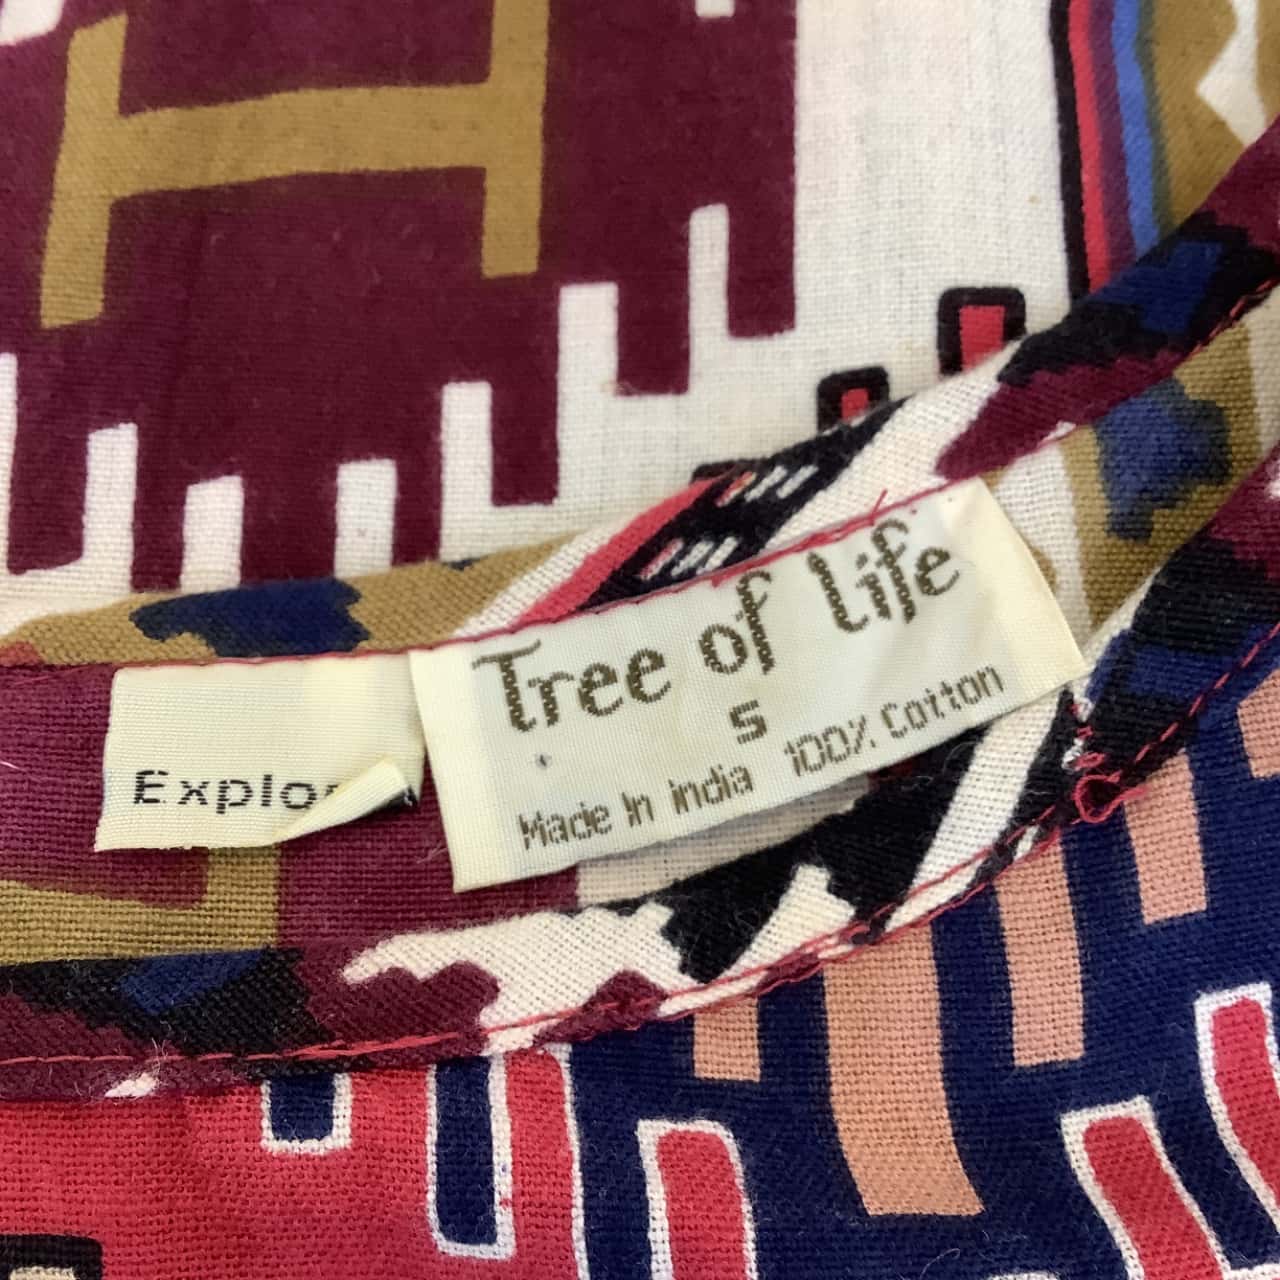 Tree of life
S
Made In india 100% Cotton
Explor